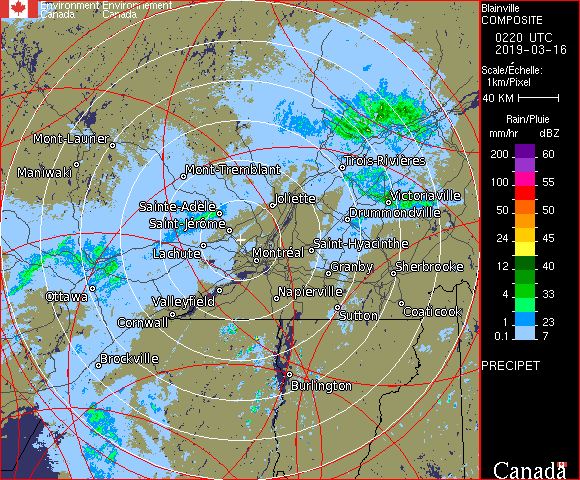 Environment Environnement
Canada Canada
Blainville
COMPOSITE
0220 UTC
2019-03-16
Scale/Échelle:
1km/Pixel
40 KM
Rain/Pluie
mm/hr dBZ
200 60
100 55
50 50
24 45
12 40
4 33
1 23
0.1 7
PRECIPET
Canada
Mont-Laurier
Maniwaki
Mont-Tremblant
Trois-Rivières
Sainte-Adèle
Joliette
Victoriaville
Drummondville
Saint-Jérôme
Lachute
Montréal
Saint-Hyacinthe
Granby
Sherbrooke
Ottawa
Valleyfield
Napierville
Cornwall
Sutton
Coaticook
Brockville
Burlington